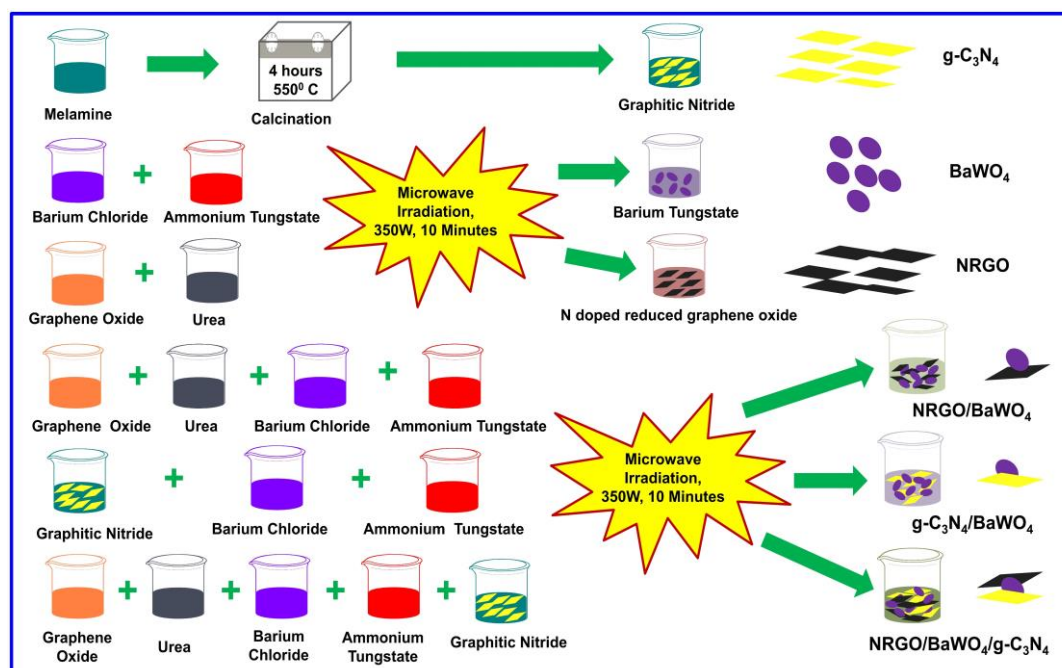 Melamine
4 hours
550⁰ C
Calcination
Graphitic Nitride
g-C₃N₄
Barium Chloride
+
Ammonium Tungstate
Microwave
Irradiation,
350W, 10 Minutes
Barium Tungstate
BaWO₄
Graphene Oxide
+
Urea
N doped reduced graphene oxide
NRGO
Graphene Oxide
+
Urea
+
Barium Chloride
+
Ammonium Tungstate
NRGO/BaWO₄
Graphitic Nitride
+
Barium Chloride
+
Ammonium Tungstate
Microwave
Irradiation,
350W, 10 Minutes
g-C₃N₄/BaWO₄
Graphene
Oxide
+
Urea
+
Barium
Chloride
+
Ammonium
Tungstate
+
Graphitic Nitride
NRGO/BaWO₄/g-C₃N₄